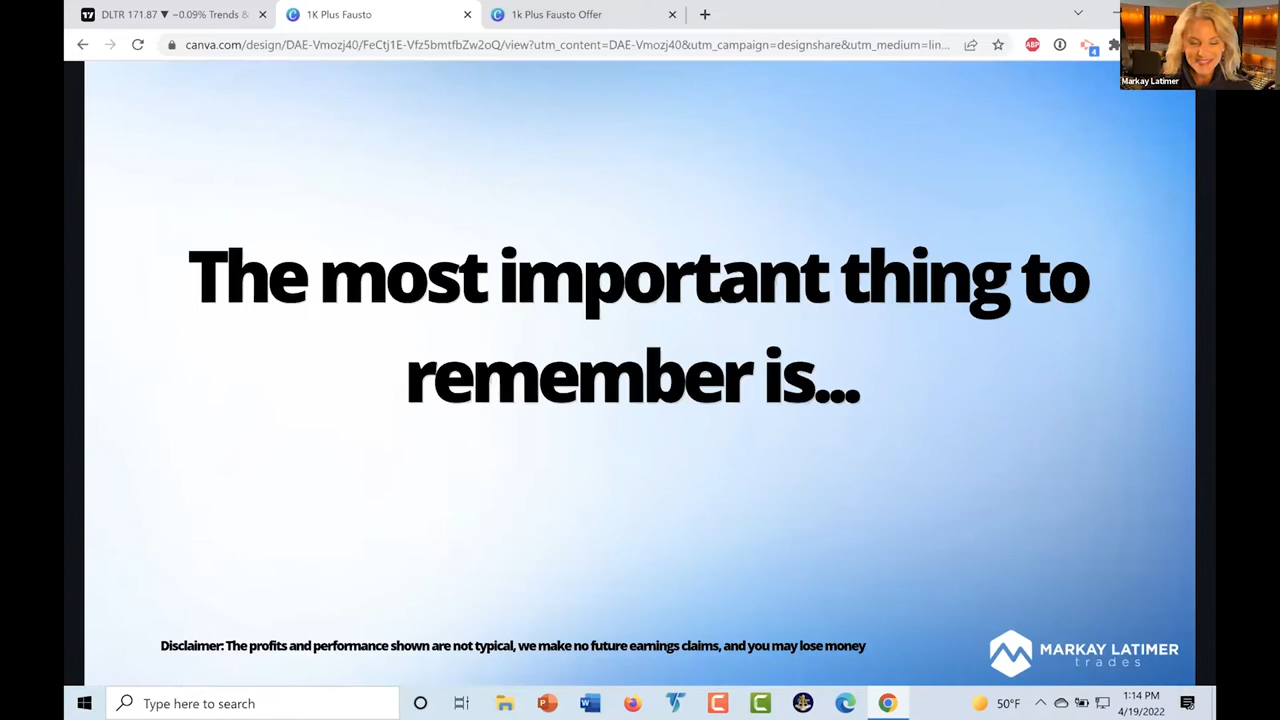 DLTR 171.87 ▼ −0.09% Trends &
1K Plus Fausto
1K Plus Fausto Offer
canva.com/design/DAE-Vmozj40/FeCtj1E-Vfz5bmtfbZw2oQ/view?utm_content=DAE-Vmozj40&utm_campaign=designshare&utm_medium=lin...
ABP
4
Markay Latimer
The most important thing to
remember is...
Disclaimer: The profits and performance shown are not typical, we make no future earnings claims, and you may lose money
MARKAY LATIMER
trades
Type here to search
50°F
1:14 PM
4/19/2022